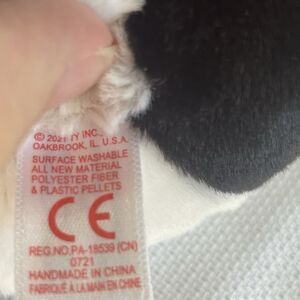 © 2021 TY INC.
OAKBROOK, IL. U.S.A.
SURFACE WASHABLE
ALL NEW MATERIAL
POLYESTER FIBER
& PLASTIC PELLETS
CE
REG.NO.PA-18539 (CN)
0721
HANDMADE IN CHINA
FABRIQUÉ À LA MAIN EN CHINE